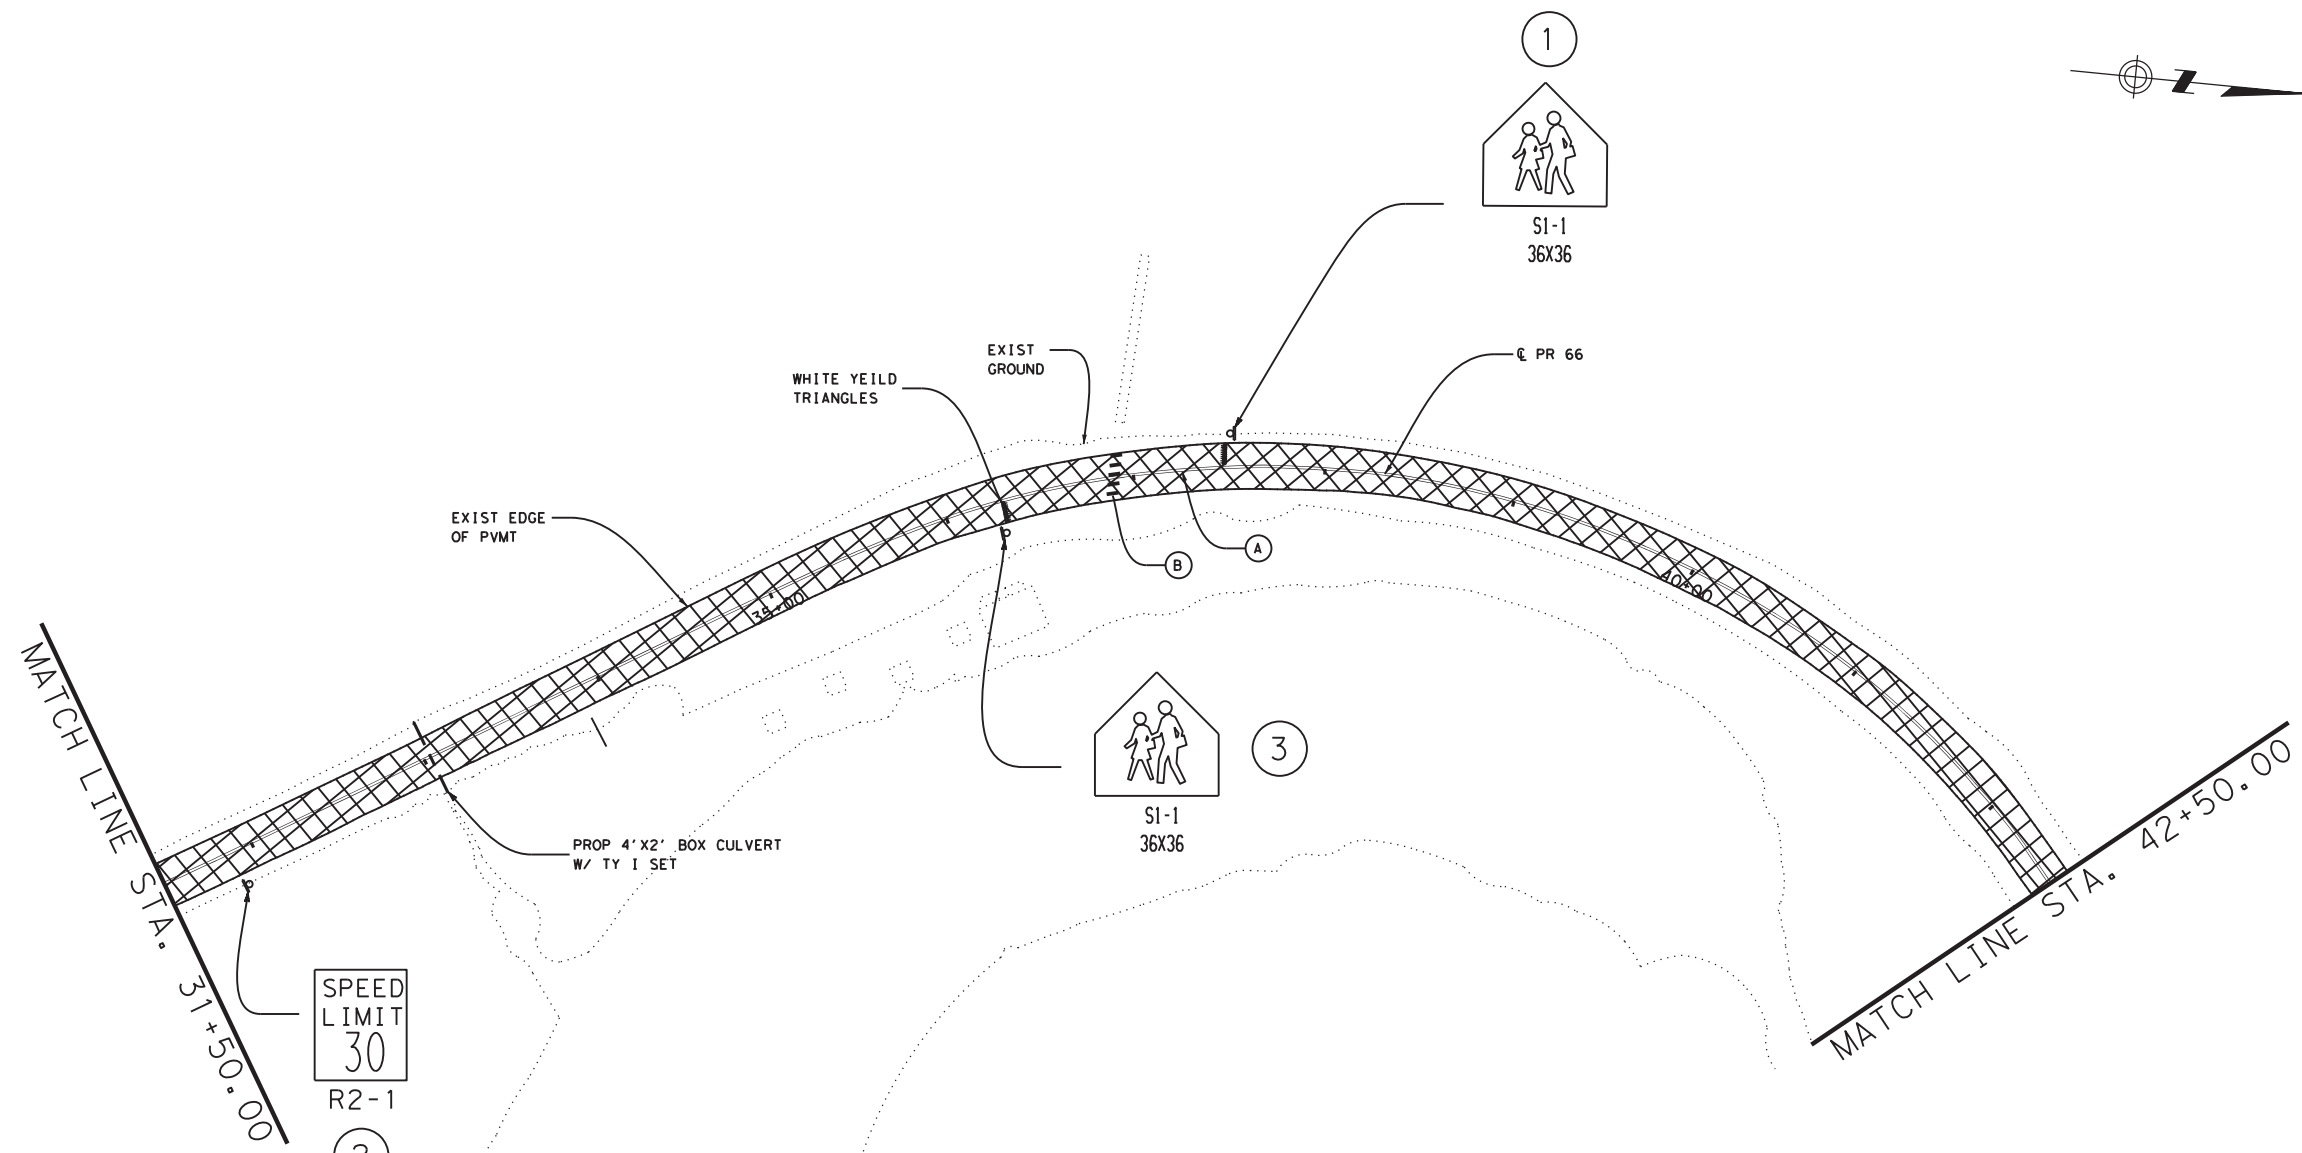 1
S1-1
36X36
EXIST
GROUND
WHITE YEILD
TRIANGLES
℄ PR 66
EXIST EDGE
OF PVMT
A
B
35+00
40+00
3
S1-1
36X36
PROP 4'X2' BOX CULVERT
W/ TY I SET
MATCH LINE STA. 31+50.00
MATCH LINE STA. 42+50.00
SPEED
LIMIT
30
R2-1